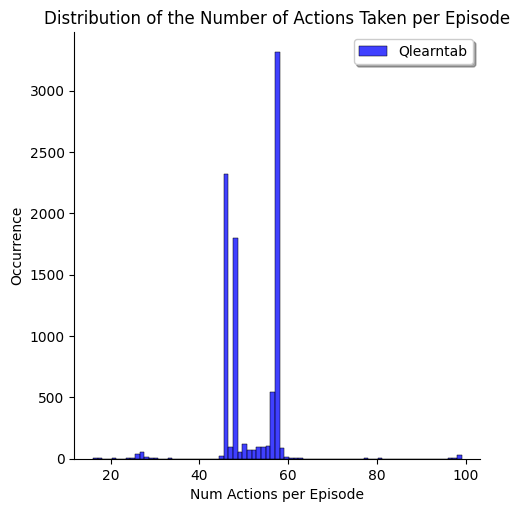 Distribution of the Number of Actions Taken per Episode
Qlearntab
3000
2500
2000
1500
1000
500
0
Occurrence
20 40 60 80 100
Num Actions per Episode